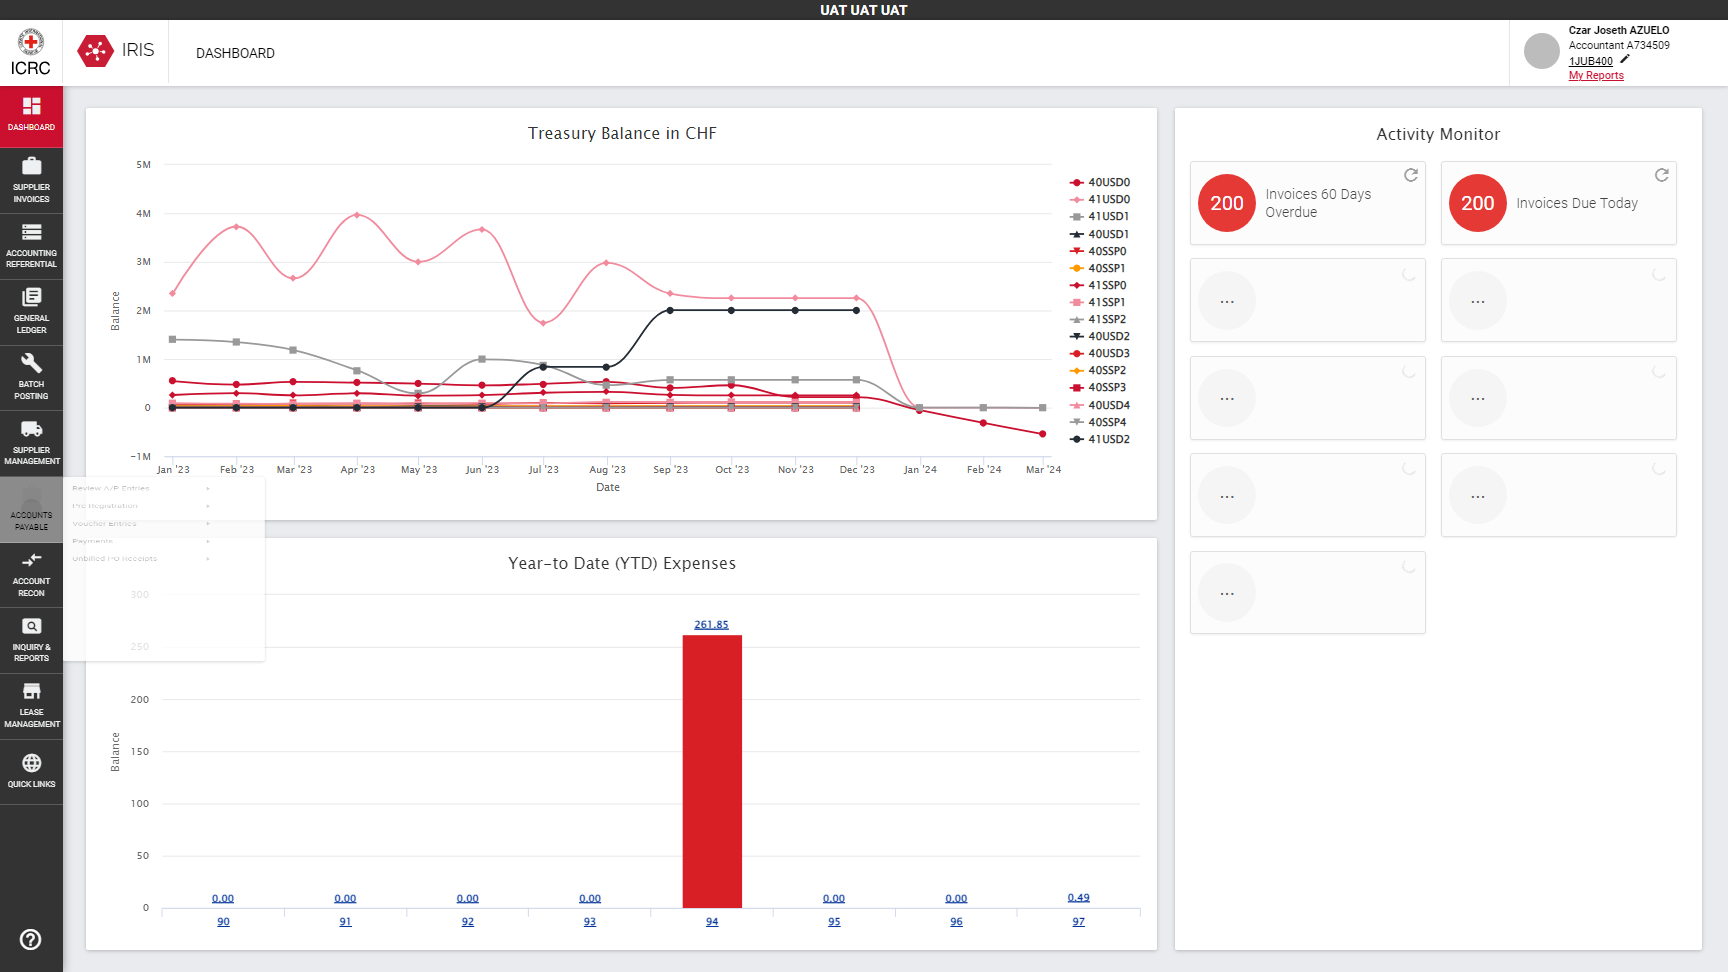 UAT UAT UAT
ICRC
IRIS
DASHBOARD
Czar Joseth AZUELO
Accountant A734509
1JUB400
My Reports
DASHBOARD
SUPPLIER
INVOICES
ACCOUNTING
REFERENTIAL
GENERAL
LEDGER
BATCH
POSTING
SUPPLIER
MANAGEMENT
ACCOUNTS
PAYABLE
ACCOUNT
RECON
INQUIRY &
REPORTS
LEASE
MANAGEMENT
QUICK LINKS
Review A/P Entries
Pre Registration
Voucher Entries
Payments
Unbilled PO Receipts
Treasury Balance in CHF
5M
4M
3M
2M
1M
0
−1M
Balance
Jan '23
Feb '23
Mar '23
Apr '23
May '23
Jun '23
Jul '23
Aug '23
Sep '23
Oct '23
Nov '23
Dec '23
Jan '24
Feb '24
Mar '24
Date
40USD0
41USD0
41USD1
40USD1
40SSP0
40SSP1
41SSP0
41SSP1
41SSP2
40USD2
40USD3
40SSP2
40SSP3
40USD4
40SSP4
41USD2
Year-to Date (YTD) Expenses
300
250
200
150
100
50
0
Balance
0.00
0.00
0.00
0.00
261.85
0.00
0.00
0.49
90
91
92
93
94
95
96
97
Activity Monitor
200
Invoices 60 Days
Overdue
200
Invoices Due Today
...
...
...
...
...
...
...